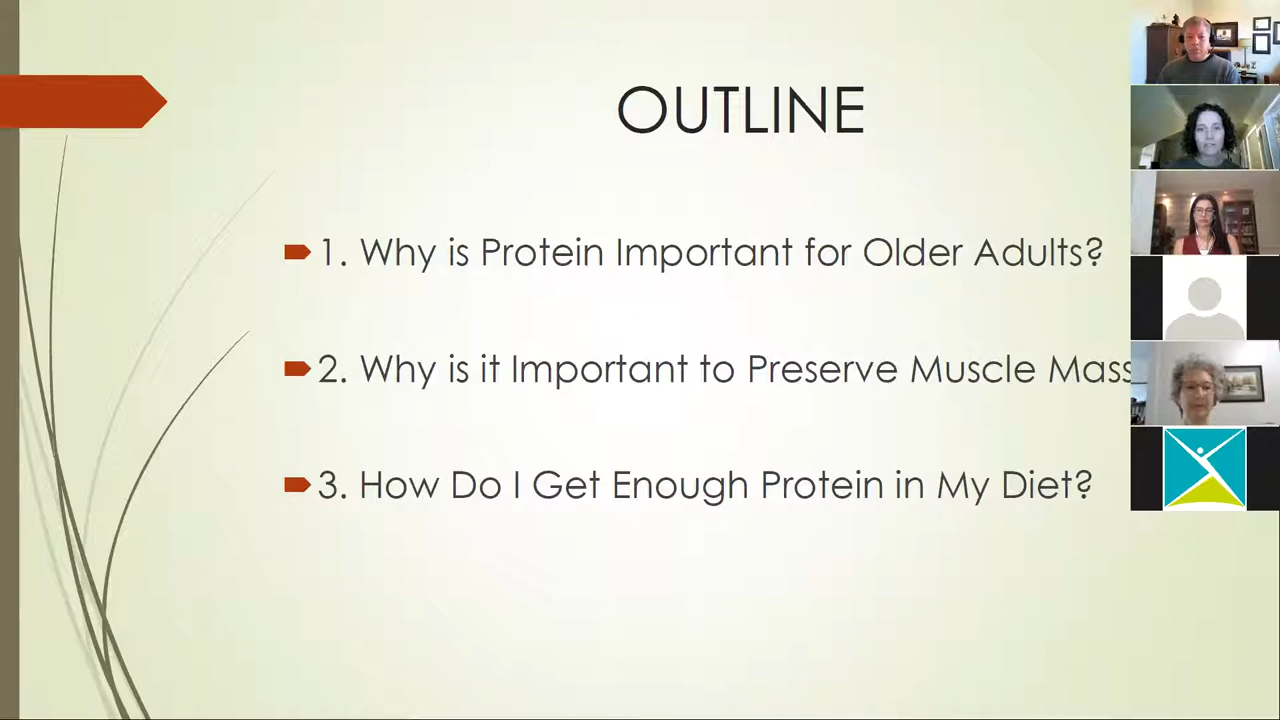 OUTLINE
1. Why is Protein Important for Older Adults?
2. Why is it Important to Preserve Muscle Mass
3. How Do I Get Enough Protein in My Diet?